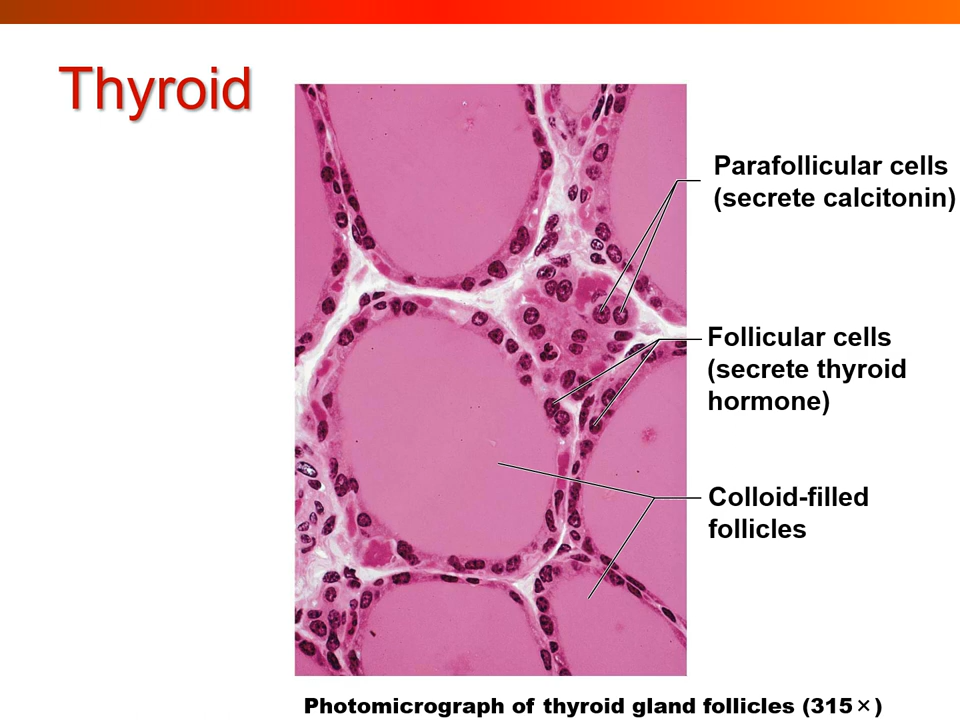 Thyroid
Parafollicular cells
(secrete calcitonin)
Follicular cells
(secrete thyroid
hormone)
Colloid-filled
follicles
Photomicrograph of thyroid gland follicles (315×)